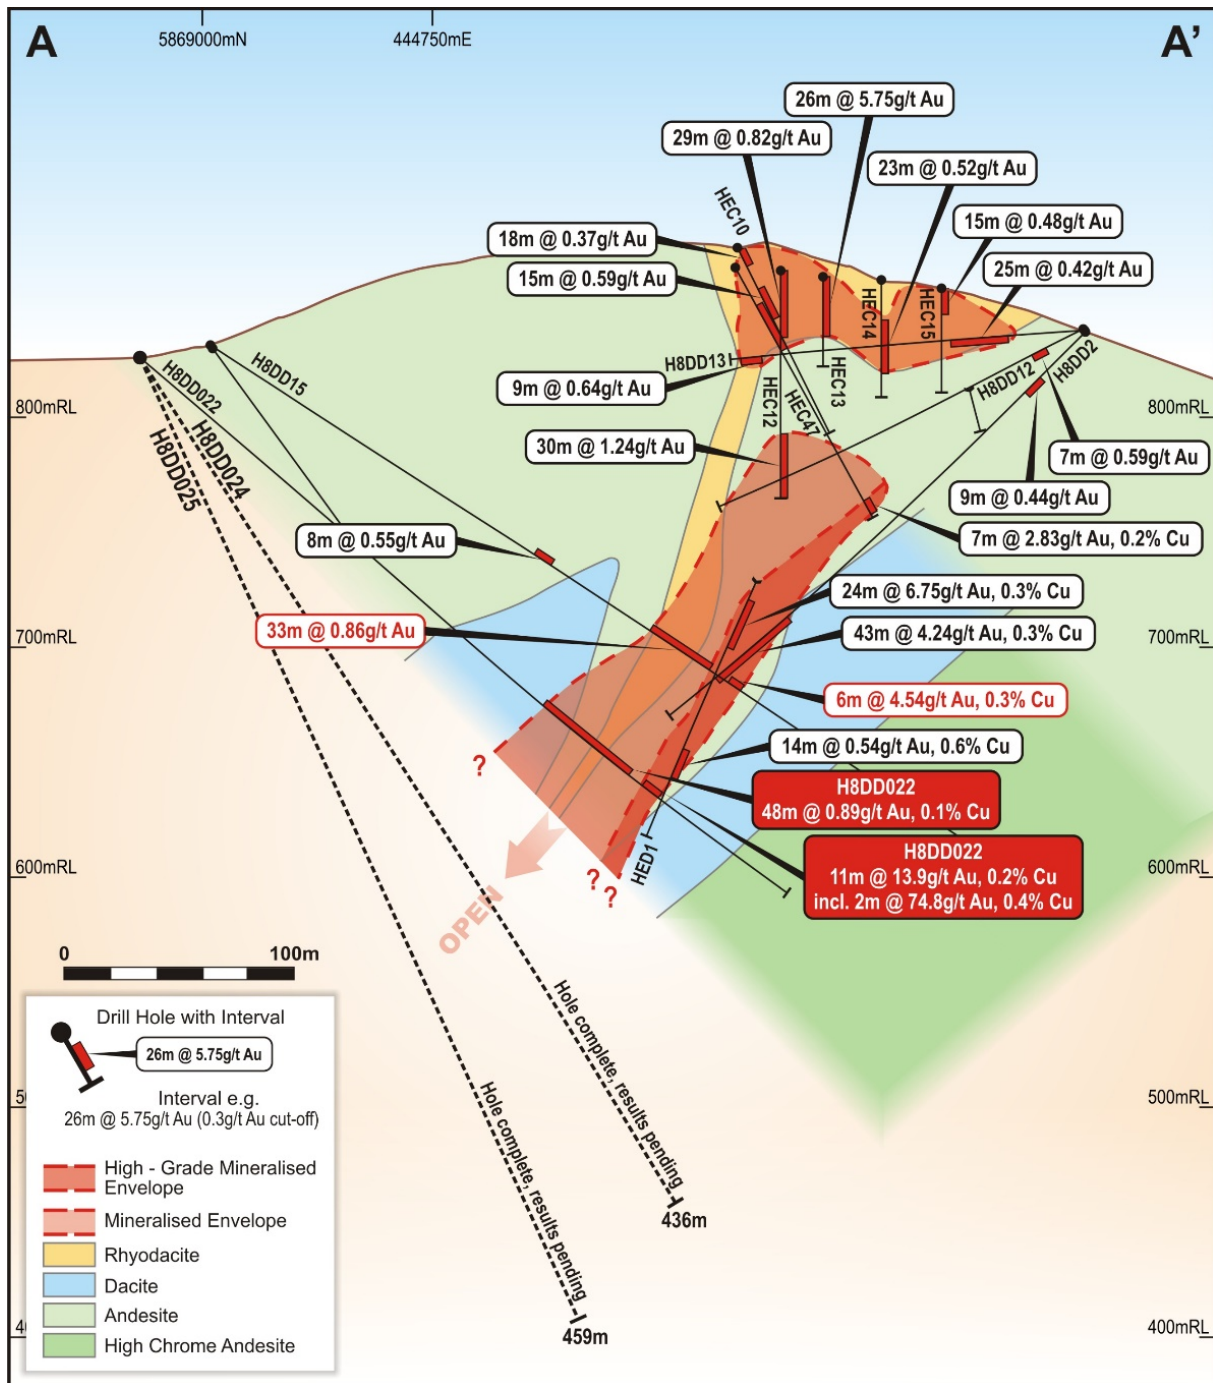 A
5869000mN
444750mE
A'
26m @ 5.75g/t Au
29m @ 0.82g/t Au
23m @ 0.52g/t Au
HEC10
15m @ 0.48g/t Au
18m @ 0.37g/t Au
25m @ 0.42g/t Au
15m @ 0.59g/t Au
HEC14
HEC15
H8DD2
H8DD12
H8DD13
HEC13
H8DD15
H8DD022
9m @ 0.64g/t Au
HEC12
HEC47
800mRL
800mRL
H8DD024
H8DD025
30m @ 1.24g/t Au
7m @ 0.59g/t Au
9m @ 0.44g/t Au
8m @ 0.55g/t Au
7m @ 2.83g/t Au, 0.2% Cu
24m @ 6.75g/t Au, 0.3% Cu
33m @ 0.86g/t Au
43m @ 4.24g/t Au, 0.3% Cu
700mRL
700mRL
6m @ 4.54g/t Au, 0.3% Cu
14m @ 0.54g/t Au, 0.6% Cu
?
H8DD022
48m @ 0.89g/t Au, 0.1% Cu
HED1
H8DD022
11m @ 13.9g/t Au, 0.2% Cu
incl. 2m @ 74.8g/t Au, 0.4% Cu
600mRL
600mRL
?
?
OPEN
0
100m
Hole complete, results pending
Hole complete, results pending
Drill Hole with Interval
26m @ 5.75g/t Au
Interval e.g.
26m @ 5.75g/t Au (0.3g/t Au cut-off)
50
500mRL
High - Grade Mineralised
Envelope
Mineralised Envelope
Rhyodacite
Dacite
Andesite
High Chrome Andesite
436m
459m
40
400mRL